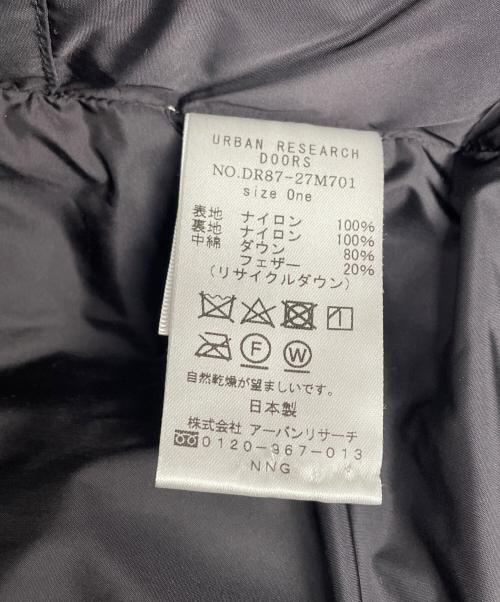 URBAN RESEARCH
DOORS
NO.DR87-27M701
size One
表地 ナイロン 100%
裏地 ナイロン 100%
中綿 ダウン 80%
フェザー 20%
(リサイクルダウン)
F W
自然乾燥が望ましいです。
日本製
株式会社 アーバンリサーチ
0120-967-013
NNG